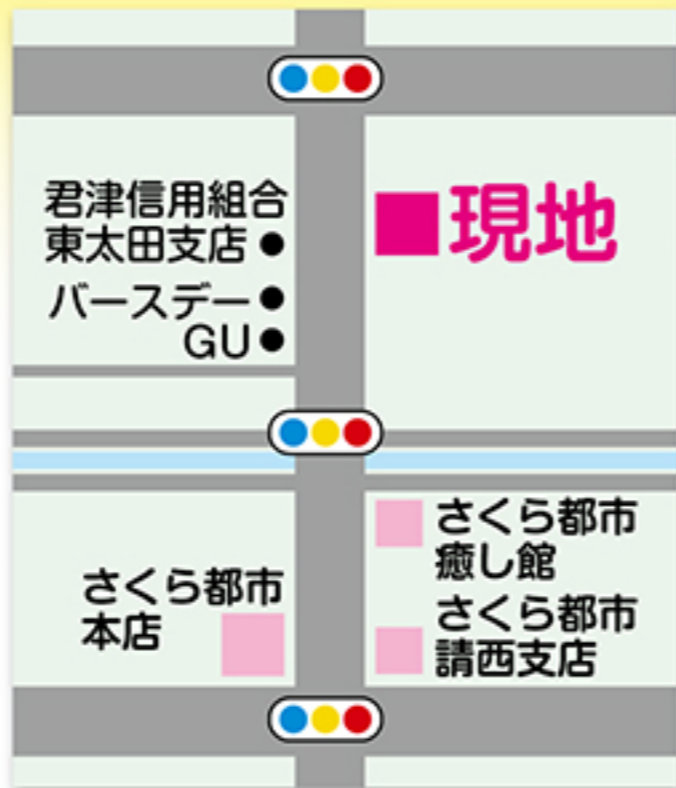 君津信用組合
東太田支店
バースデー
GU
現地
さくら都市
癒し館
さくら都市
本店
さくら都市
請西支店